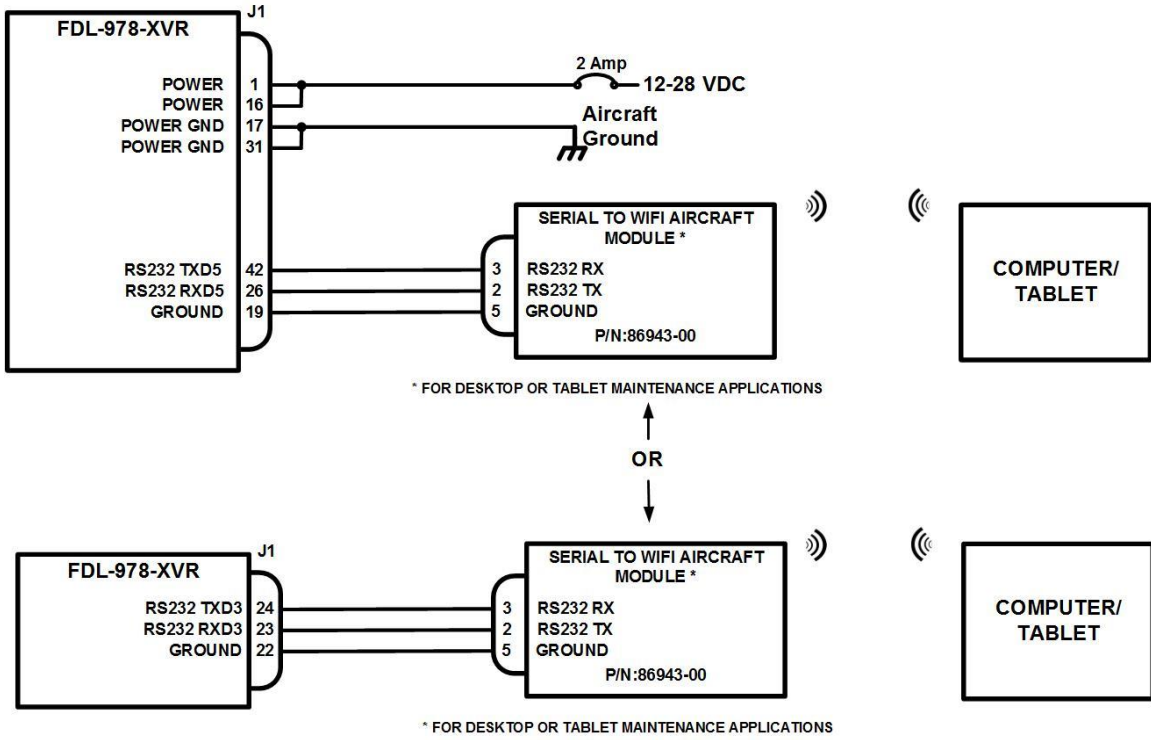 J1
FDL-978-XVR
2 Amp
POWER 1
12-28 VDC
POWER 16
POWER GND 17
Aircraft
Ground
POWER GND 31
SERIAL TO WIFI AIRCRAFT
MODULE *
RS232 TXD5 42
3 RS232 RX
RS232 RXD5 26
2 RS232 TX
GROUND 19
5 GROUND
P/N:86943-00
COMPUTER/
TABLET
* FOR DESKTOP OR TABLET MAINTENANCE APPLICATIONS
OR
J1
FDL-978-XVR
SERIAL TO WIFI AIRCRAFT
MODULE *
RS232 TXD3 24
3 RS232 RX
RS232 RXD3 23
2 RS232 TX
GROUND 22
5 GROUND
P/N:86943-00
COMPUTER/
TABLET
* FOR DESKTOP OR TABLET MAINTENANCE APPLICATIONS